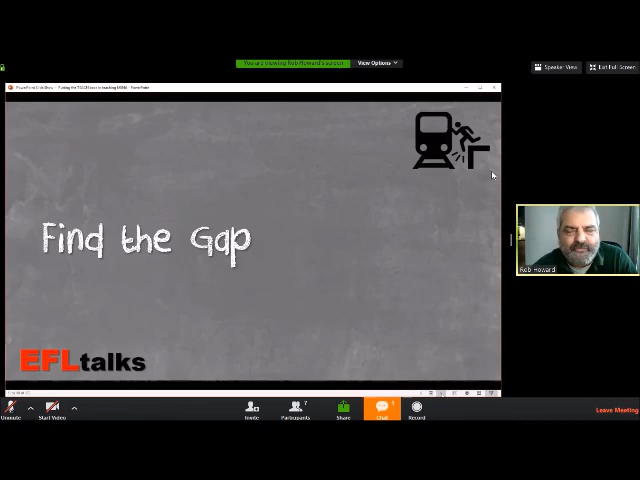 You are viewing Rob Howard's screen
View Options
Speaker View
Exit Full Screen
Find the Gap
EFLtalks
Rob Howard
Unmute
Start Video
Invite
Participants
7
Share
Chat
Record
Leave Meeting